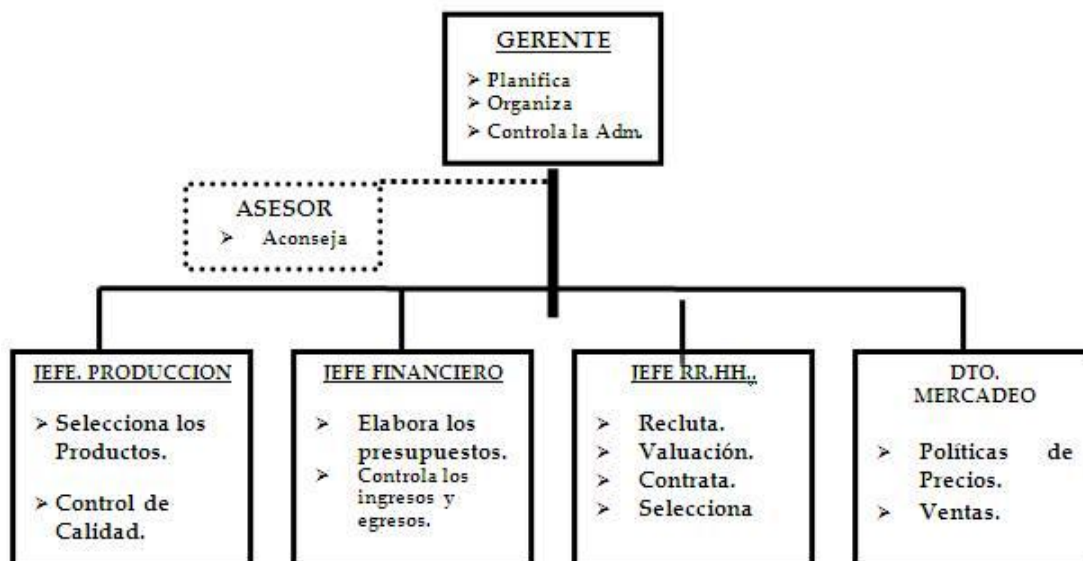 GERENTE
➢ Planifica
➢ Organiza
➢ Controla la Adm.
ASESOR
➢ Aconseja
JEFE. PRODUCCION
➢ Selecciona los
Productos.
➢ Control de
Calidad.
JEFE FINANCIERO
➢ Elabora los
presupuestos.
➢ Controla los
ingresos y
egresos.
JEFE RR.HH.,
➢ Recluta.
➢ Valuación.
➢ Contrata.
➢ Selecciona
DTO.
MERCADEO
➢ Políticas de
Precios.
➢ Ventas.